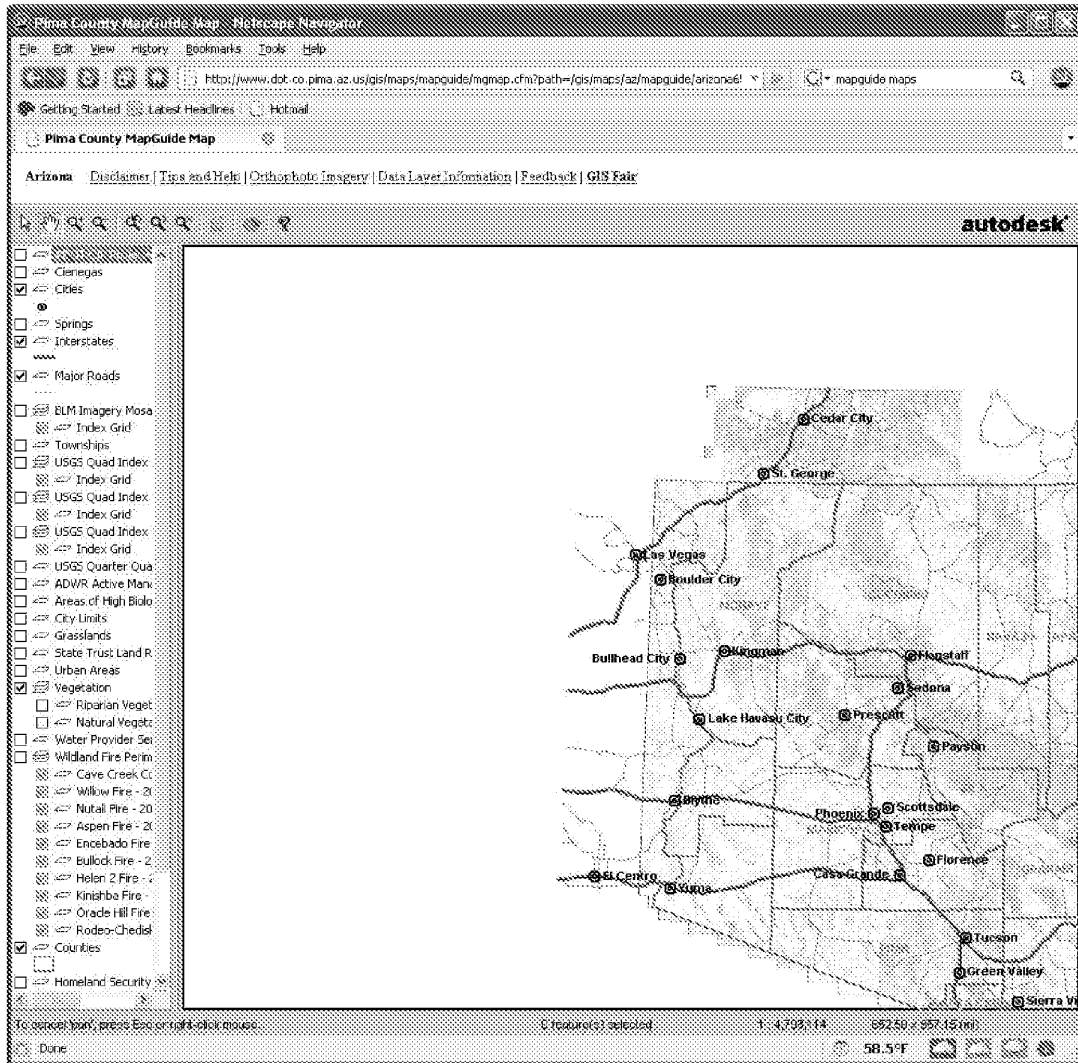 Pima County MapGuide Map - Netscape Navigator
File Edit View History Bookmarks Tools Help
http://www.dot.co.pima.az.us/gis/maps/mapguide/mgmap.cfm?path=/gis/maps/az/mapguide/arizona6! mapguide maps
Getting Started Latest Headlines Hotmail
Pima County MapGuide Map
Arizona Disclaimer | Tips and Help | Orthophoto Imagery | Data Layer Information | Feedback | GIS Fair
autodesk
Cienegas
Cities
Springs
Interstates
Major Roads
BLM Imagery Mosa
Index Grid
Townships
USGS Quad Index
Index Grid
USGS Quad Index
Index Grid
USGS Quad Index
Index Grid
USGS Quarter Qua
ADWR Active Mana
Areas of High Biolo
City Limits
Grasslands
State Trust Land R
Urban Areas
Vegetation
Riparian Veget
Natural Vegeta
Water Provider Ser
Wildland Fire Perim
Cave Creek Co
Willow Fire - 20
Nutall Fire - 20
Aspen Fire - 20
Encebado Fire
Bullock Fire - 2
Helen 2 Fire - 2
Kinishba Fire -
Oracle Hill Fire
Rodeo-Chedisk
Counties
Homeland Security
Cedar City
St. George
Las Vegas
Boulder City
Bullhead City
Kingman
Flagstaff
Sedona
Lake Havasu City
Prescott
Payson
Blythe
Scottsdale
Phoenix
Tempe
Florence
Casa Grande
El Centro
Yuma
Tucson
Green Valley
Sierra Vi
To cancel 'pan', press Esc or right-click mouse. 0 feature(s) selected 1: 4,793,114
Done 58.5°F